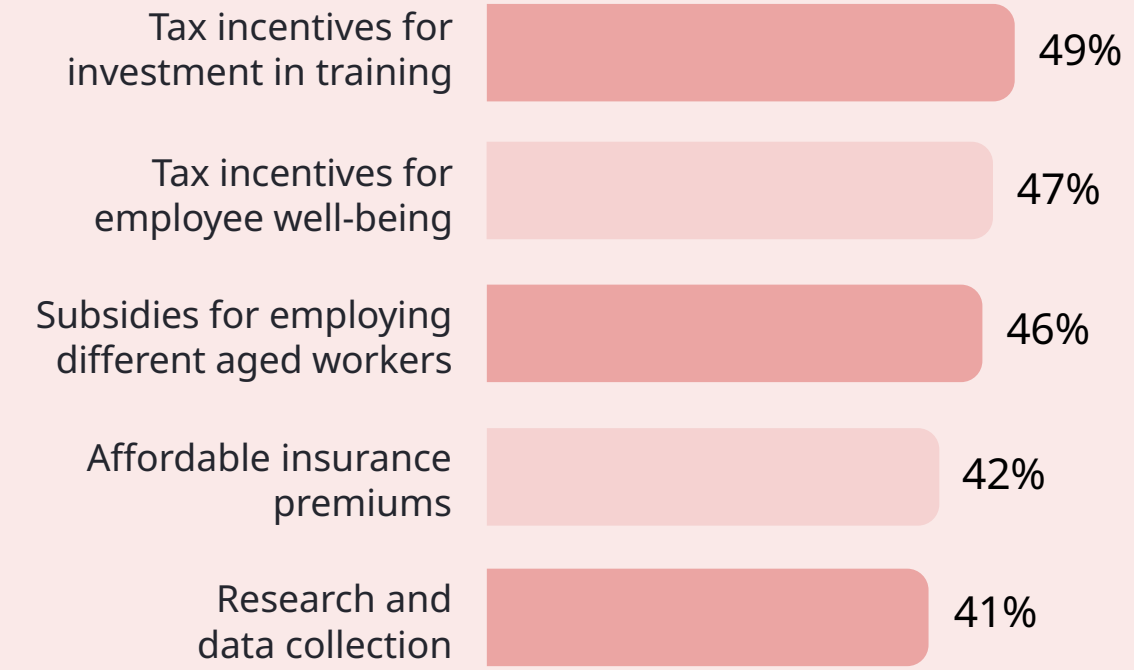 Tax incentives for
investment in training
49%
Tax incentives for
employee well-being
47%
Subsidies for employing
different aged workers
46%
Affordable insurance
premiums
42%
Research and
data collection
41%